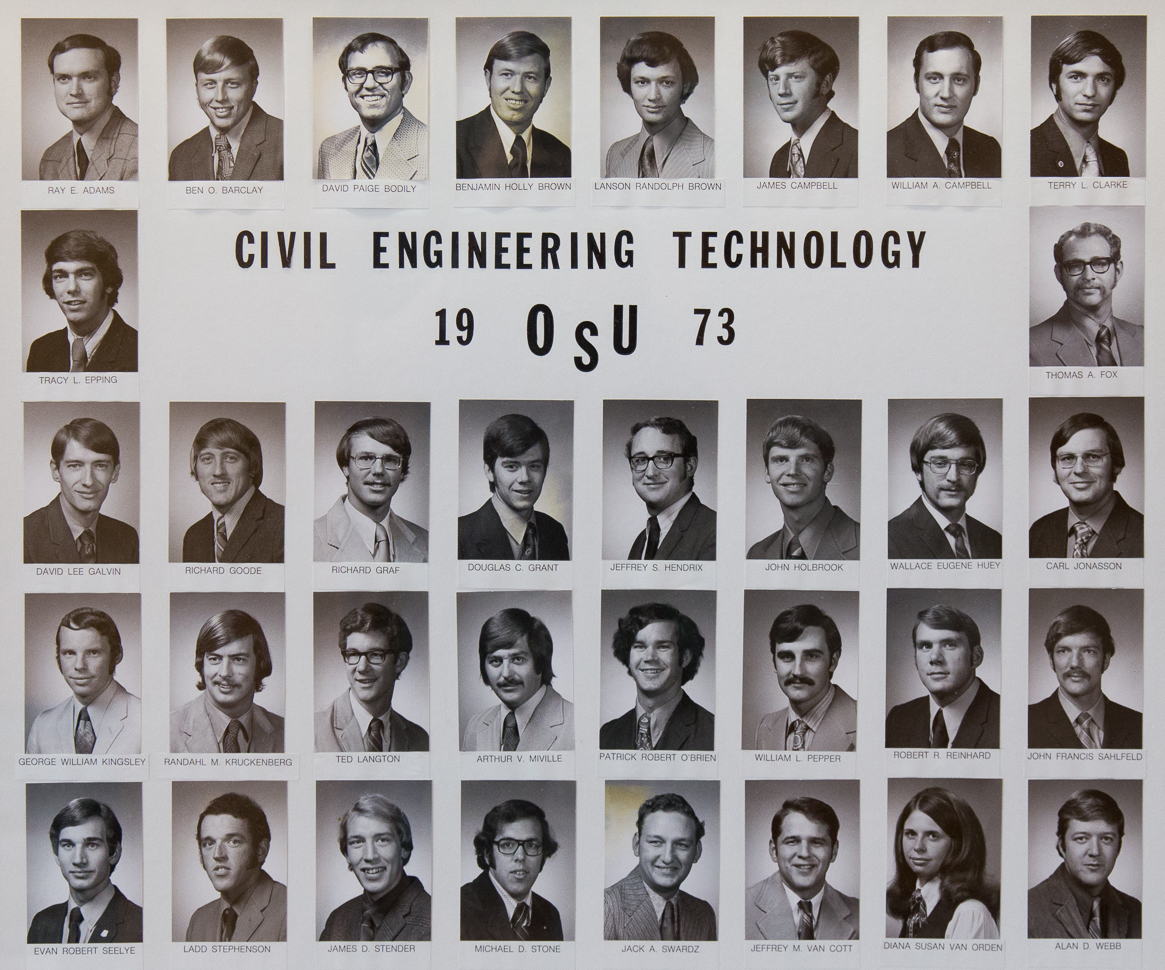 RAY E. ADAMS
BEN O. BARCLAY
DAVID PAIGE BODILY
BENJAMIN HOLLY BROWN
LANSON RANDOLPH BROWN
JAMES CAMPBELL
WILLIAM A. CAMPBELL
TERRY L. CLARKE
CIVIL ENGINEERING TECHNOLOGY
19 OSU 73
TRACY L. EPPING
THOMAS A. FOX
DAVID LEE GALVIN
RICHARD GOODE
RICHARD GRAF
DOUGLAS C. GRANT
JEFFREY S. HENDRIX
JOHN HOLBROOK
WALLACE EUGENE HUEY
CARL JONASSON
GEORGE WILLIAM KINGSLEY
RANDAHL M. KRUCKENBERG
TED LANGTON
ARTHUR V. MIVILLE
PATRICK ROBERT O'BRIEN
WILLIAM L. PEPPER
ROBERT R. REINHARD
JOHN FRANCIS SAHLFELD
EVAN ROBERT SEELYE
LADD STEPHENSON
JAMES D. STENDER
MICHAEL D. STONE
JACK A. SWARDZ
JEFFREY M. VAN COTT
DIANA SUSAN VAN ORDEN
ALAN D. WEBB